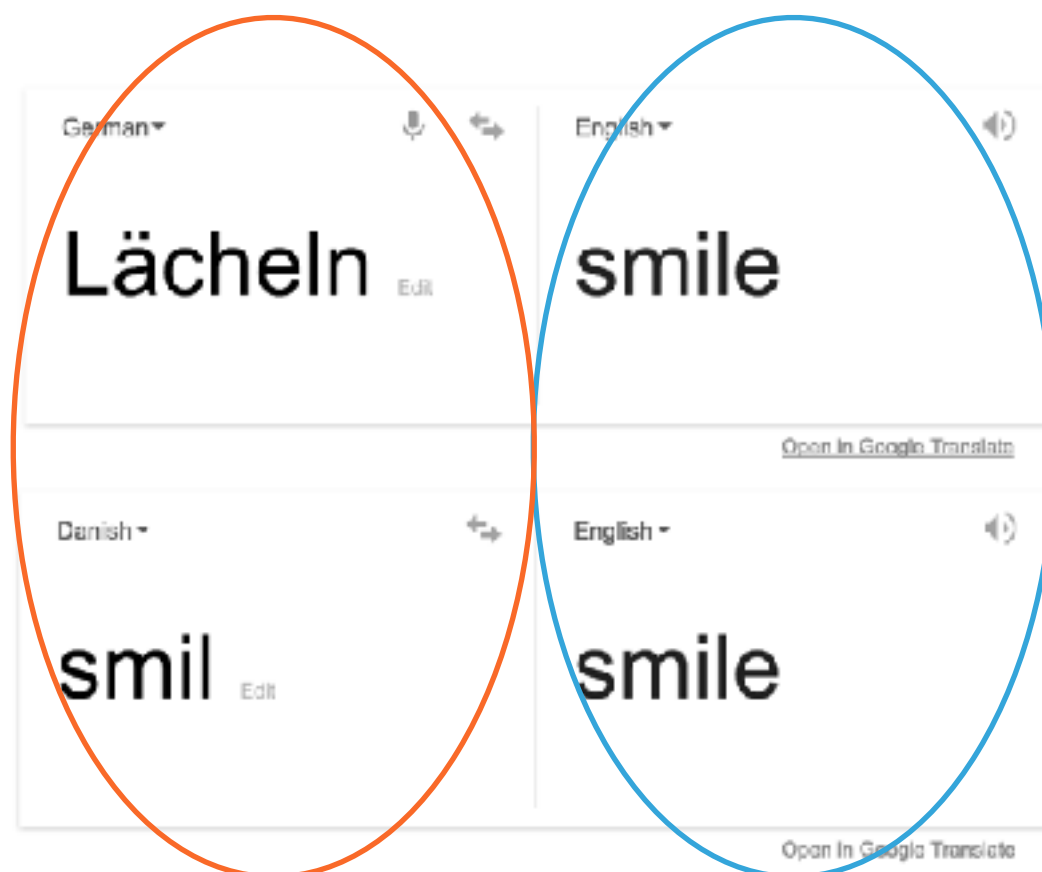 German
English
Lächeln Edit
smile
Open in Google Translate
Danish
English
smil Edit
smile
Open in Google Translate